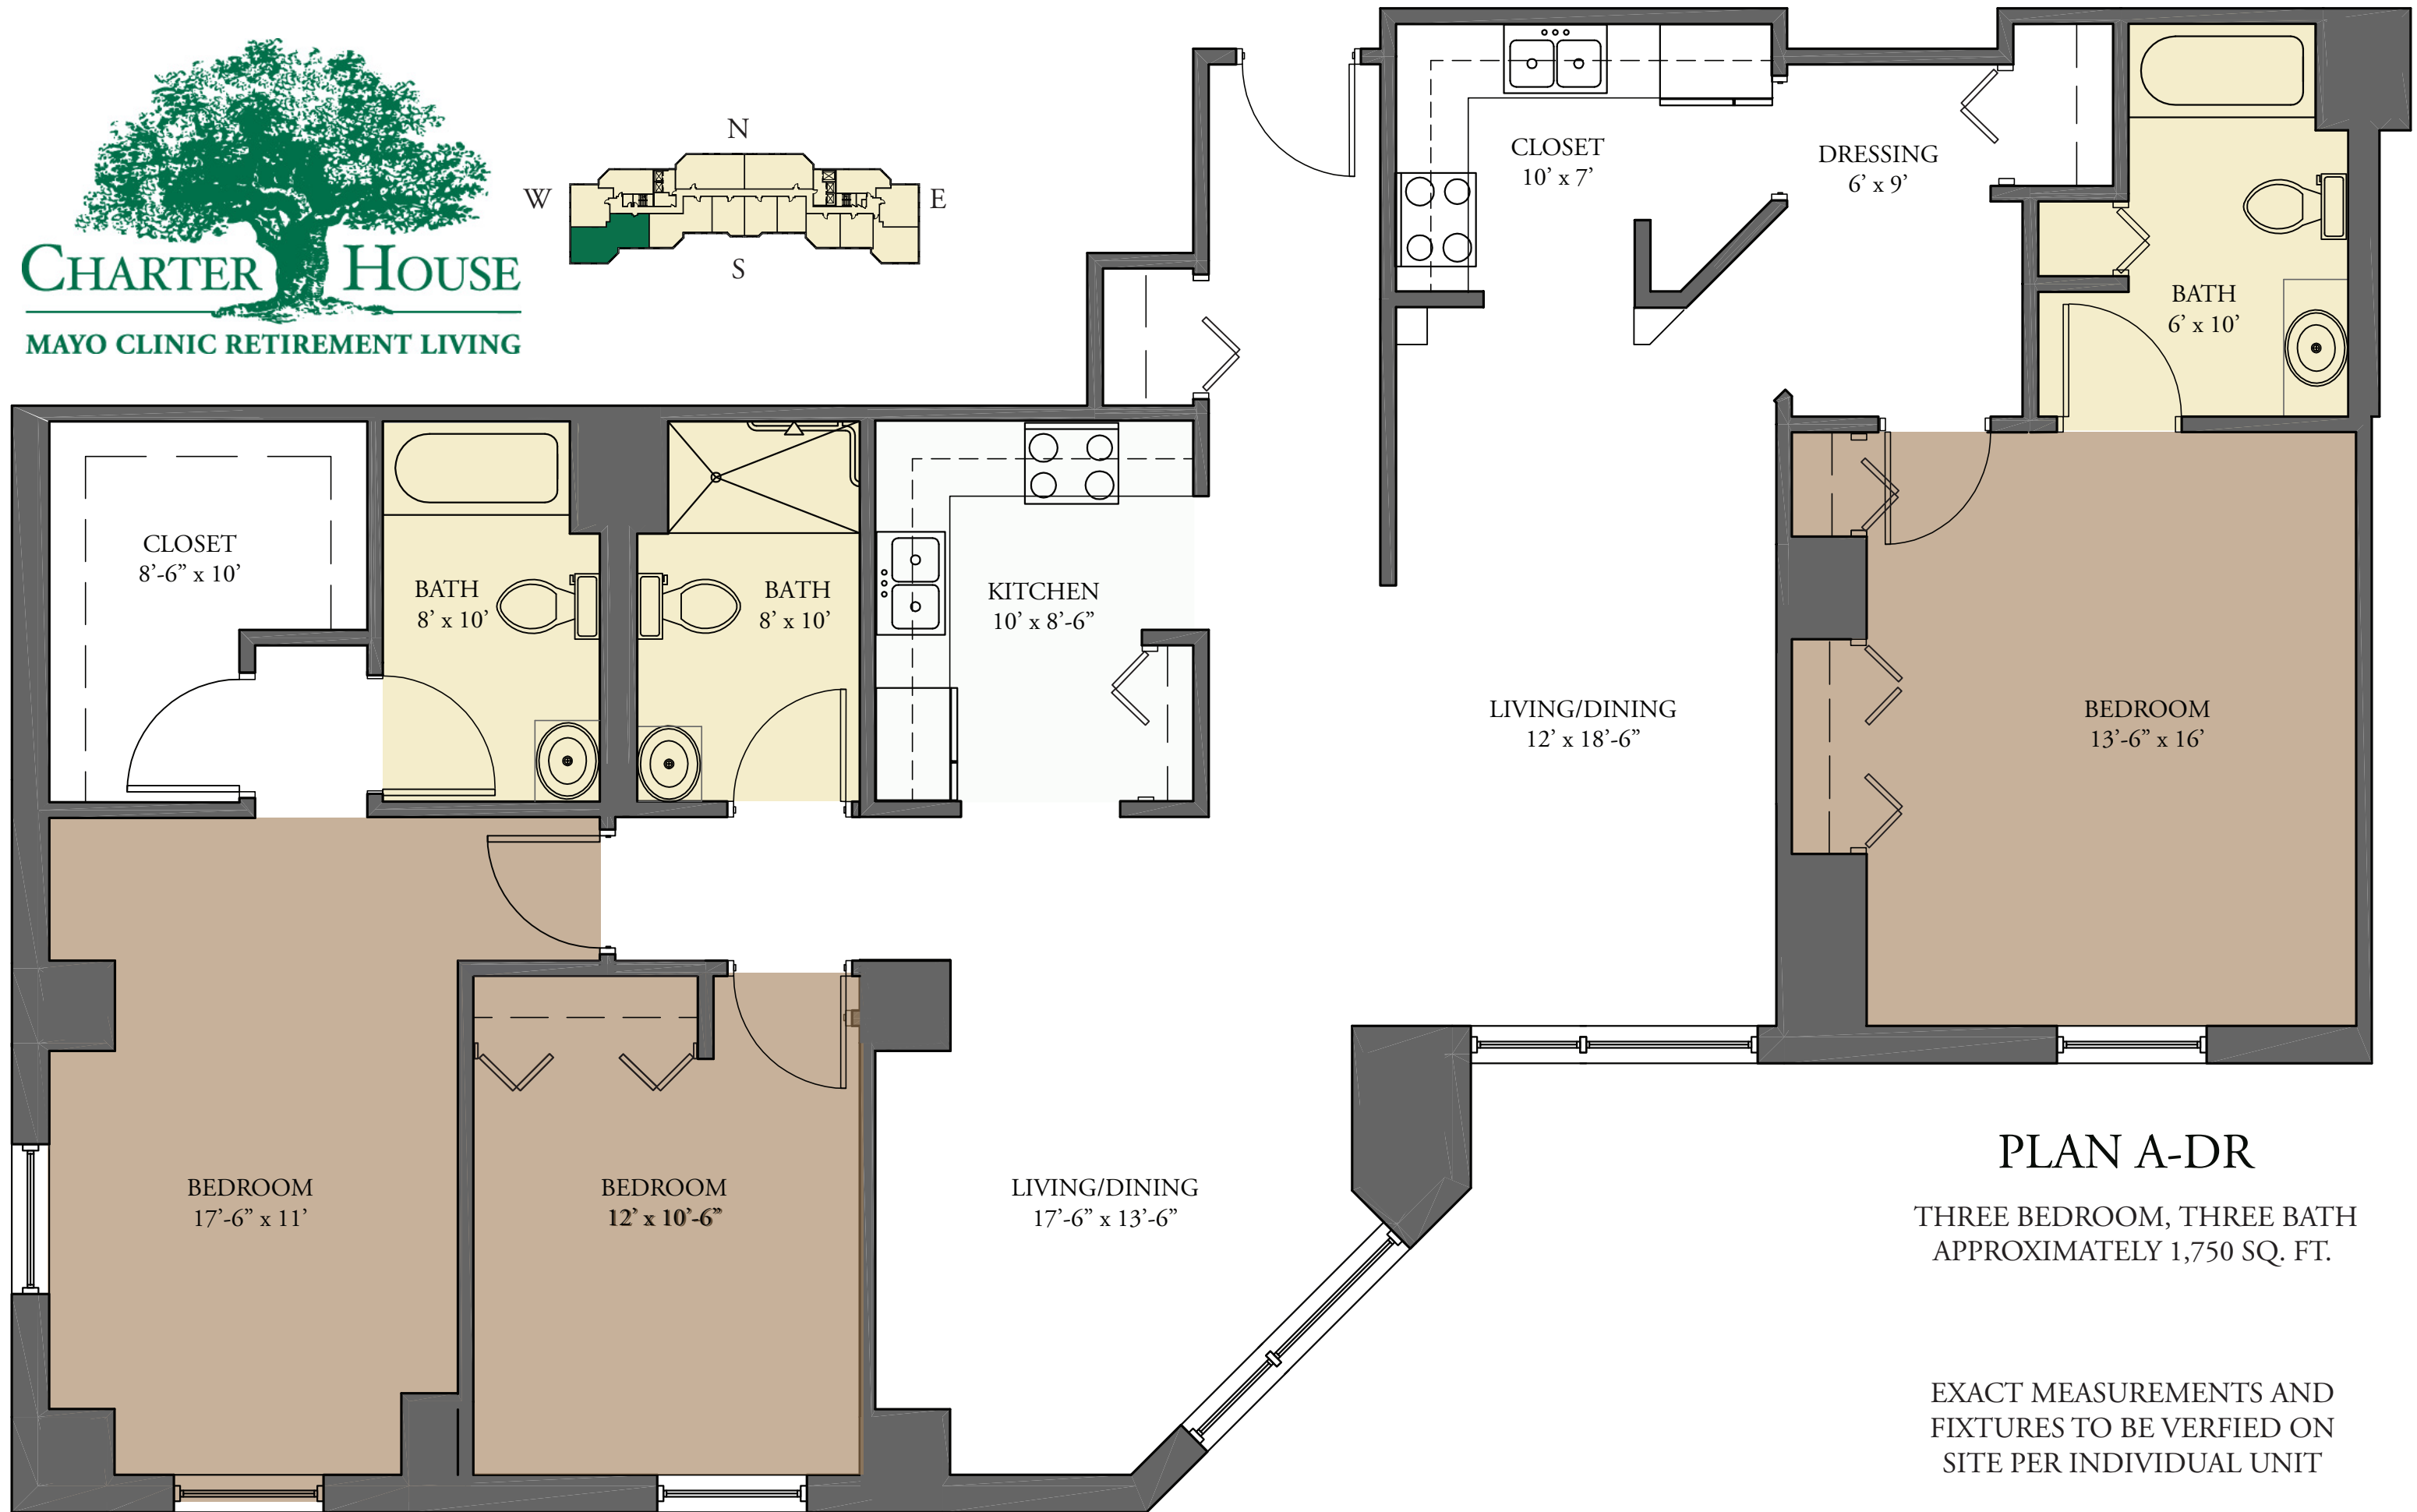 CHARTER HOUSE
MAYO CLINIC RETIREMENT LIVING
N
W
E
S
CLOSET
10’ x 7’
DRESSING
6’ x 9’
BATH
6’ x 10’
CLOSET
8’-6” x 10’
BATH
8’ x 10’
BATH
8’ x 10’
KITCHEN
10’ x 8’-6”
LIVING/DINING
12’ x 18’-6”
BEDROOM
13’-6” x 16’
BEDROOM
17’-6” x 11’
BEDROOM
12’ x 10’-6”
LIVING/DINING
17’-6” x 13’-6”
PLAN A-DR
THREE BEDROOM, THREE BATH
APPROXIMATELY 1,750 SQ. FT.
EXACT MEASUREMENTS AND
FIXTURES TO BE VERFIED ON
SITE PER INDIVIDUAL UNIT